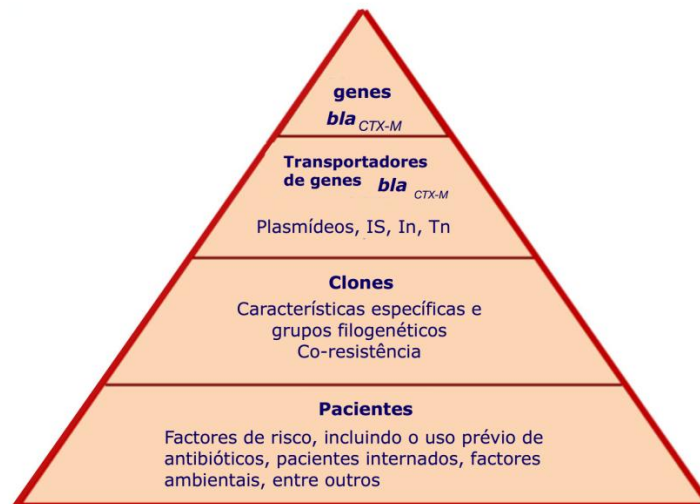 genes
bla CTX-M
Transportadores
de genes bla CTX-M
Plasmídeos, IS, In, Tn
Clones
Características específicas e
grupos filogenéticos
Co-resistência
Pacientes
Factores de risco, incluindo o uso prévio de
antibióticos, pacientes internados, factores
ambientais, entre outros